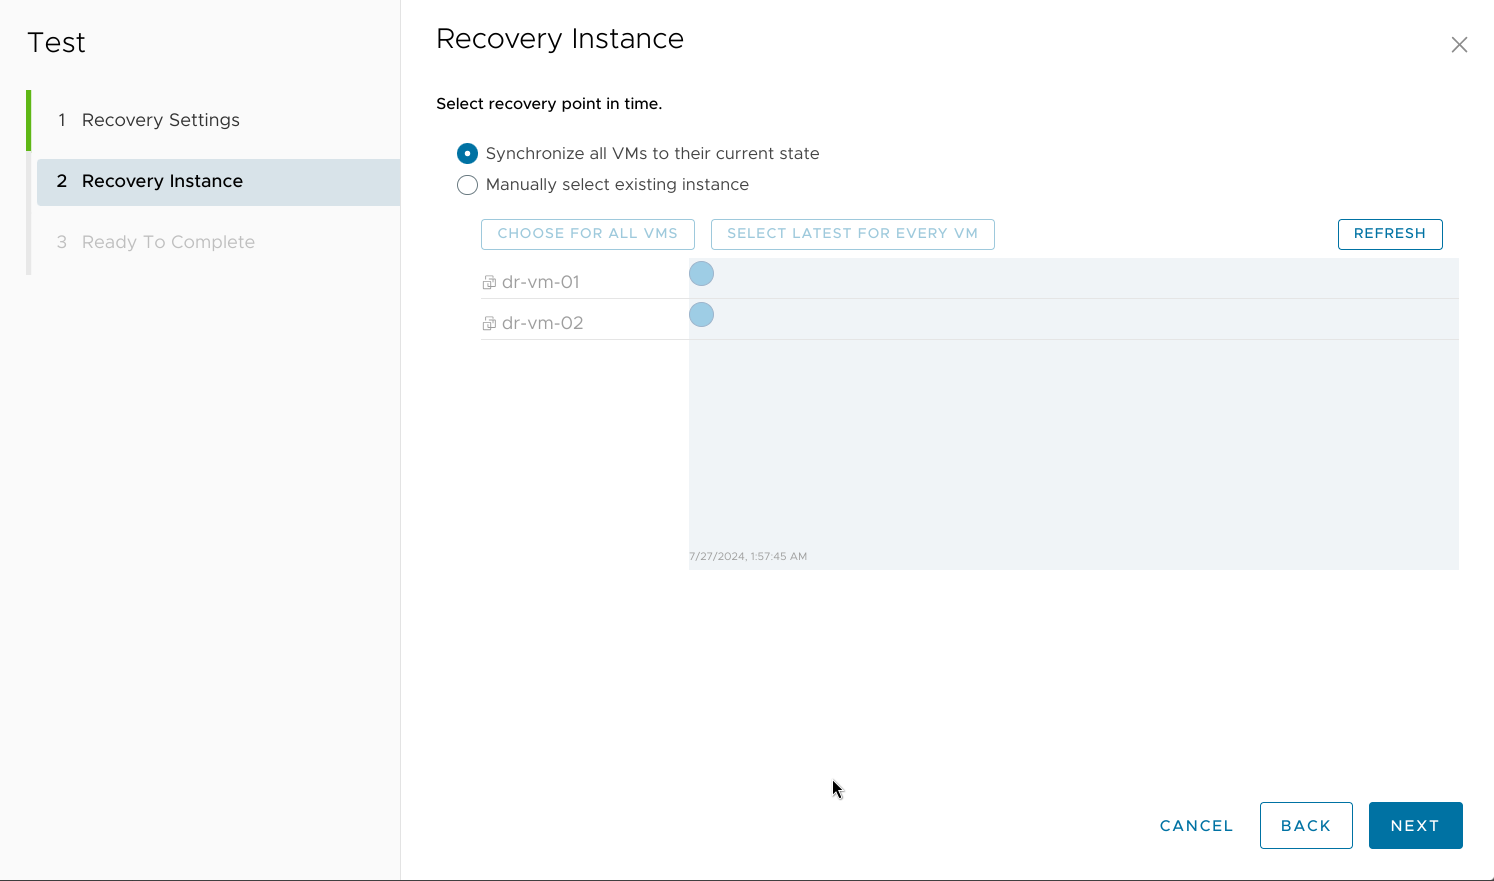 Test
1 Recovery Settings
2 Recovery Instance
3 Ready To Complete
Recovery Instance
Select recovery point in time.
Synchronize all VMs to their current state
Manually select existing instance
CHOOSE FOR ALL VMS SELECT LATEST FOR EVERY VM REFRESH
dr-vm-01
dr-vm-02
7/27/2024, 1:57:45 AM
CANCEL BACK NEXT